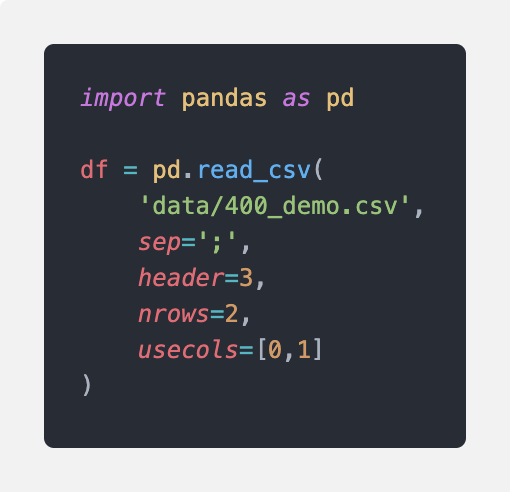 import pandas as pd
df = pd.read_csv(
    'data/400_demo.csv',
    sep=';',
    header=3,
    nrows=2,
    usecols=[0,1]
)